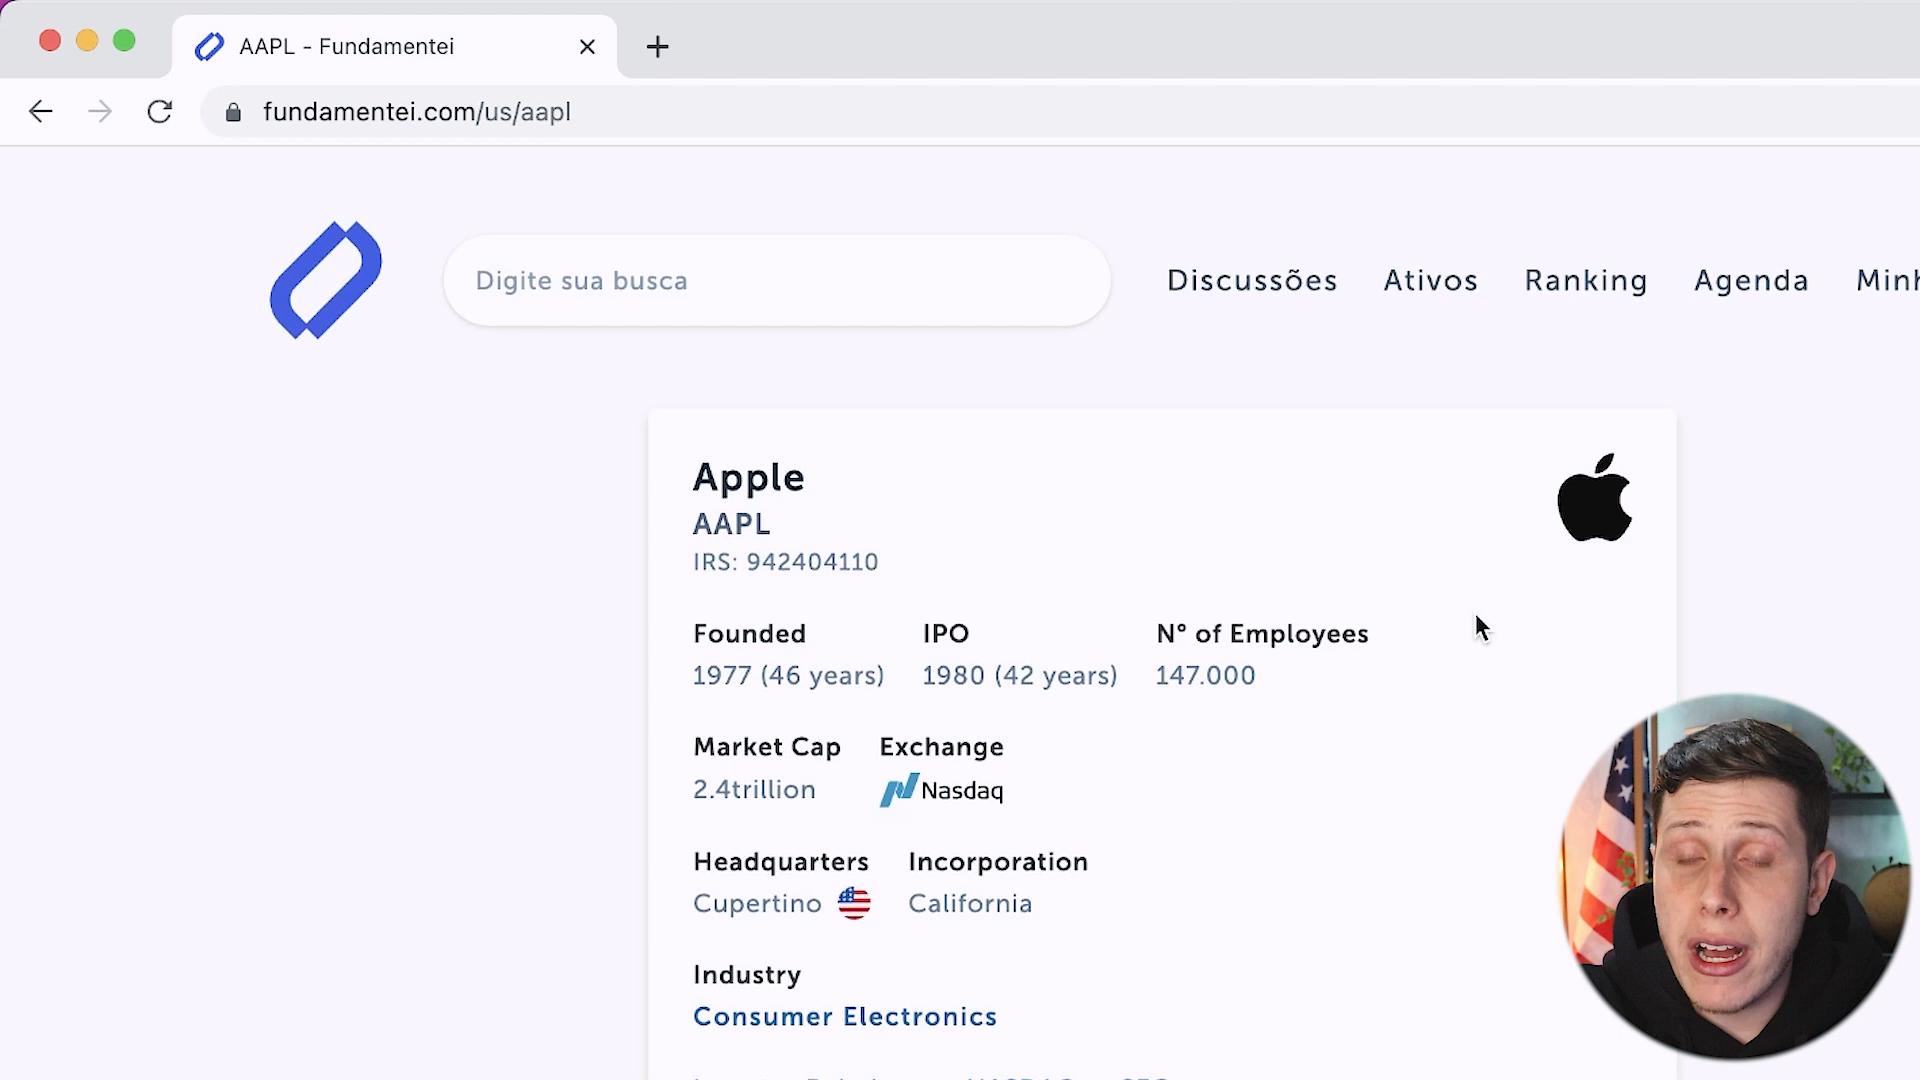 AAPL - Fundamentei
fundamentei.com/us/aapl
Digite sua busca
Discussões Ativos Ranking Agenda
Apple
AAPL
IRS: 942404110
Founded IPO N° of Employees
1977 (46 years) 1980 (42 years) 147.000
Market Cap Exchange
2.4trillion Nasdaq
Headquarters Incorporation
Cupertino California
Industry
Consumer Electronics